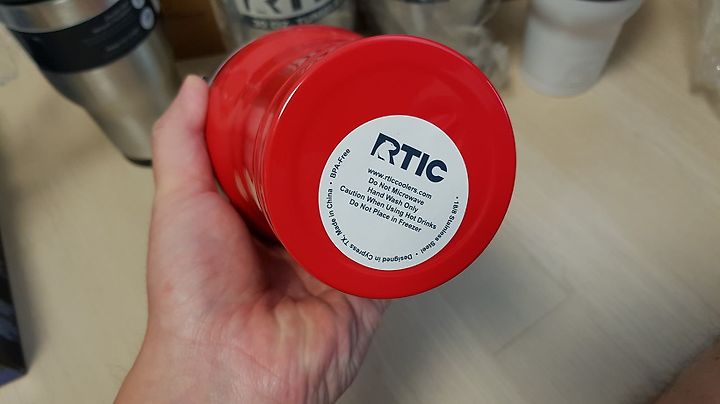 RTIC
RTIC
www.rticcoolers.com
Do Not Microwave
Hand Wash Only
Caution When Using Hot Drinks
Do Not Place in Freezer
• 18/8 Stainless Steel • Designed in Cypress TX, Made in China • BPA-Free